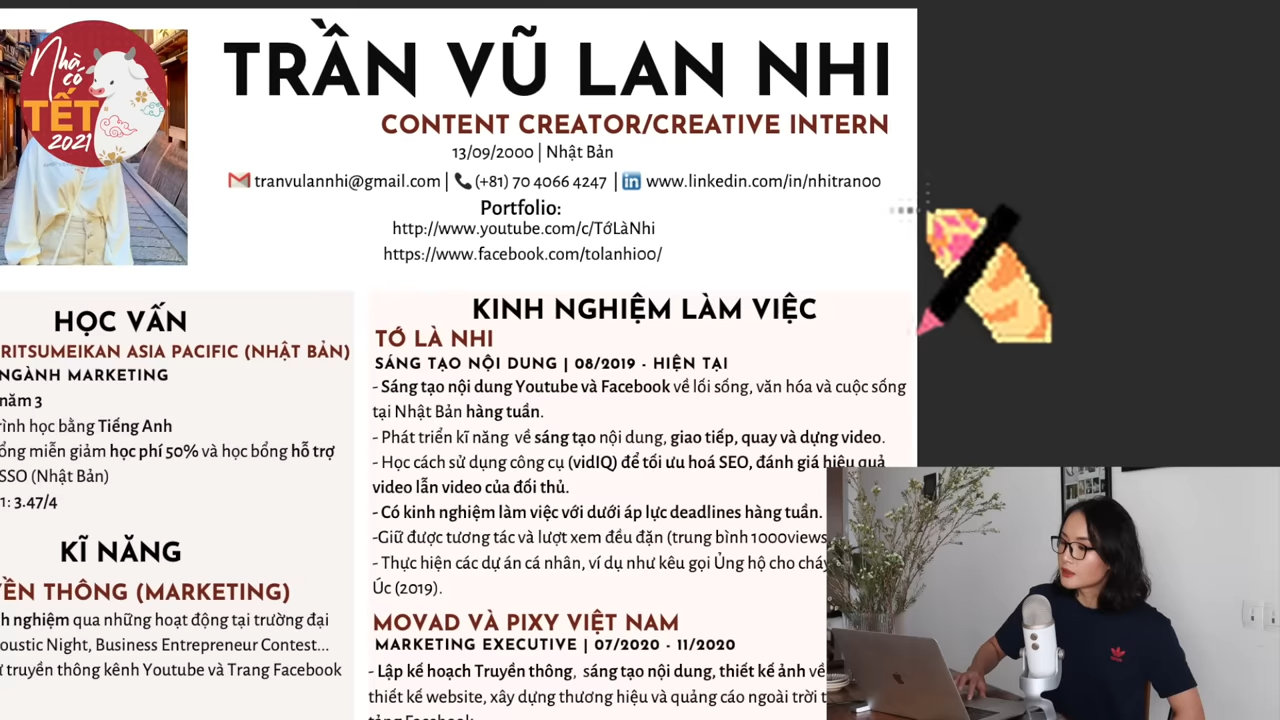 Nhà
có
TẾT
2021
TRẦN VŨ LAN NHI
CONTENT CREATOR/CREATIVE INTERN
13/09/2000 | Nhật Bản
tranvulannhi@gmail.com | (+81) 70 4066 4247 | www.linkedin.com/in/nhitran00
Portfolio:
http://www.youtube.com/c/TớLàNhi
https://www.facebook.com/tolanhi00/
HỌC VẤN
RITSUMEIKAN ASIA PACIFIC (NHẬT BẢN)
NGÀNH MARKETING
năm 3
rình học bằng Tiếng Anh
ổng miễn giảm học phí 50% và học bổng hỗ trợ
SSO (Nhật Bản)
1: 3.47/4
KĨ NĂNG
YỀN THÔNG (MARKETING)
h nghiệm qua những hoạt động tại trường đại
oustic Night, Business Entrepreneur Contest...
ừ truyền thông kênh Youtube và Trang Facebook
KINH NGHIỆM LÀM VIỆC
TỚ LÀ NHI
SÁNG TẠO NỘI DUNG | 08/2019 - HIỆN TẠI
- Sáng tạo nội dung Youtube và Facebook về lối sống, văn hóa và cuộc sống
tại Nhật Bản hàng tuần.
- Phát triển kĩ năng về sáng tạo nội dung, giao tiếp, quay và dựng video.
- Học cách sử dụng công cụ (vidIQ) để tối ưu hoá SEO, đánh giá hiệu quả
video lẫn video của đối thủ.
- Có kinh nghiệm làm việc với dưới áp lực deadlines hàng tuần.
-Giữ được tương tác và lượt xem đều đặn (trung bình 1000views
- Thực hiện các dự án cá nhân, ví dụ như kêu gọi Ủng hộ cho cháy
Úc (2019).
MOVAD VÀ PIXY VIỆT NAM
MARKETING EXECUTIVE | 07/2020 - 11/2020
- Lập kế hoạch Truyền thông, sáng tạo nội dung, thiết kế ảnh về
thiết kế website, xây dựng thương hiệu và quảng cáo ngoài trời t
tảng Facebook